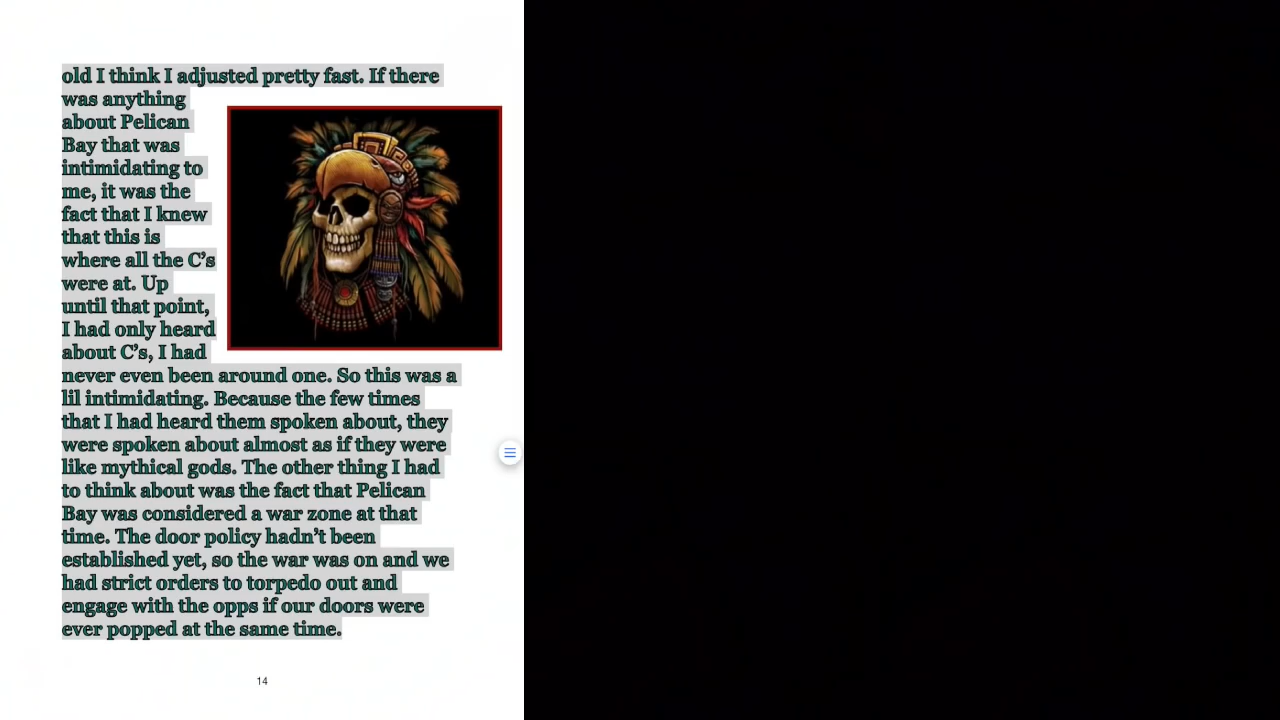 old I think I adjusted pretty fast. If there
was anything
about Pelican
Bay that was
intimidating to
me, it was the
fact that I knew
that this is
where all the C’s
were at. Up
until that point,
I had only heard
about C’s, I had
never even been around one. So this was a
lil intimidating. Because the few times
that I had heard them spoken about, they
were spoken about almost as if they were
like mythical gods. The other thing I had
to think about was the fact that Pelican
Bay was considered a war zone at that
time. The door policy hadn’t been
established yet, so the war was on and we
had strict orders to torpedo out and
engage with the opps if our doors were
ever popped at the same time.
14